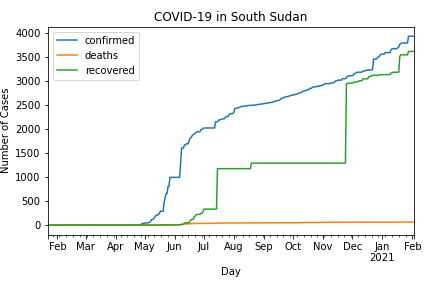 COVID-19 in South Sudan
confirmed
deaths
recovered
Number of Cases
4000
3500
3000
2500
2000
1500
1000
500
0
Feb Mar Apr May Jun Jul Aug Sep Oct Nov Dec Jan Feb
2021
Day